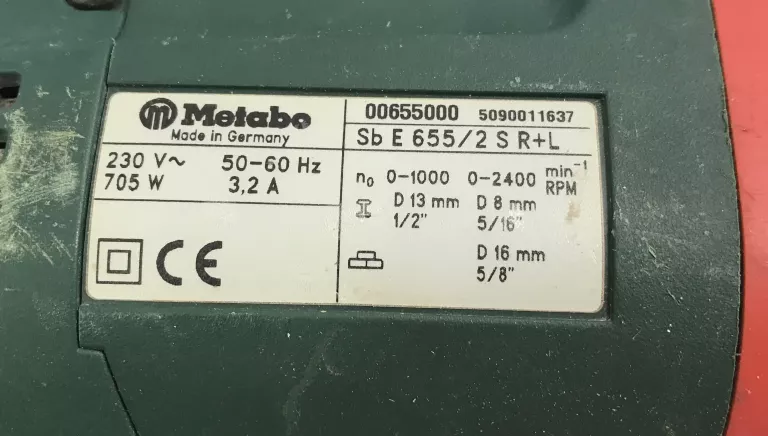 Metabo
Made in Germany
230 V~ 50-60 Hz
705 W 3,2 A
CE
00655000 5090011637
Sb E 655/2 S R+L
n₀ 0-1000 0-2400 min⁻¹ RPM
D 13 mm D 8 mm
1/2" 5/16"
D 16 mm
5/8"